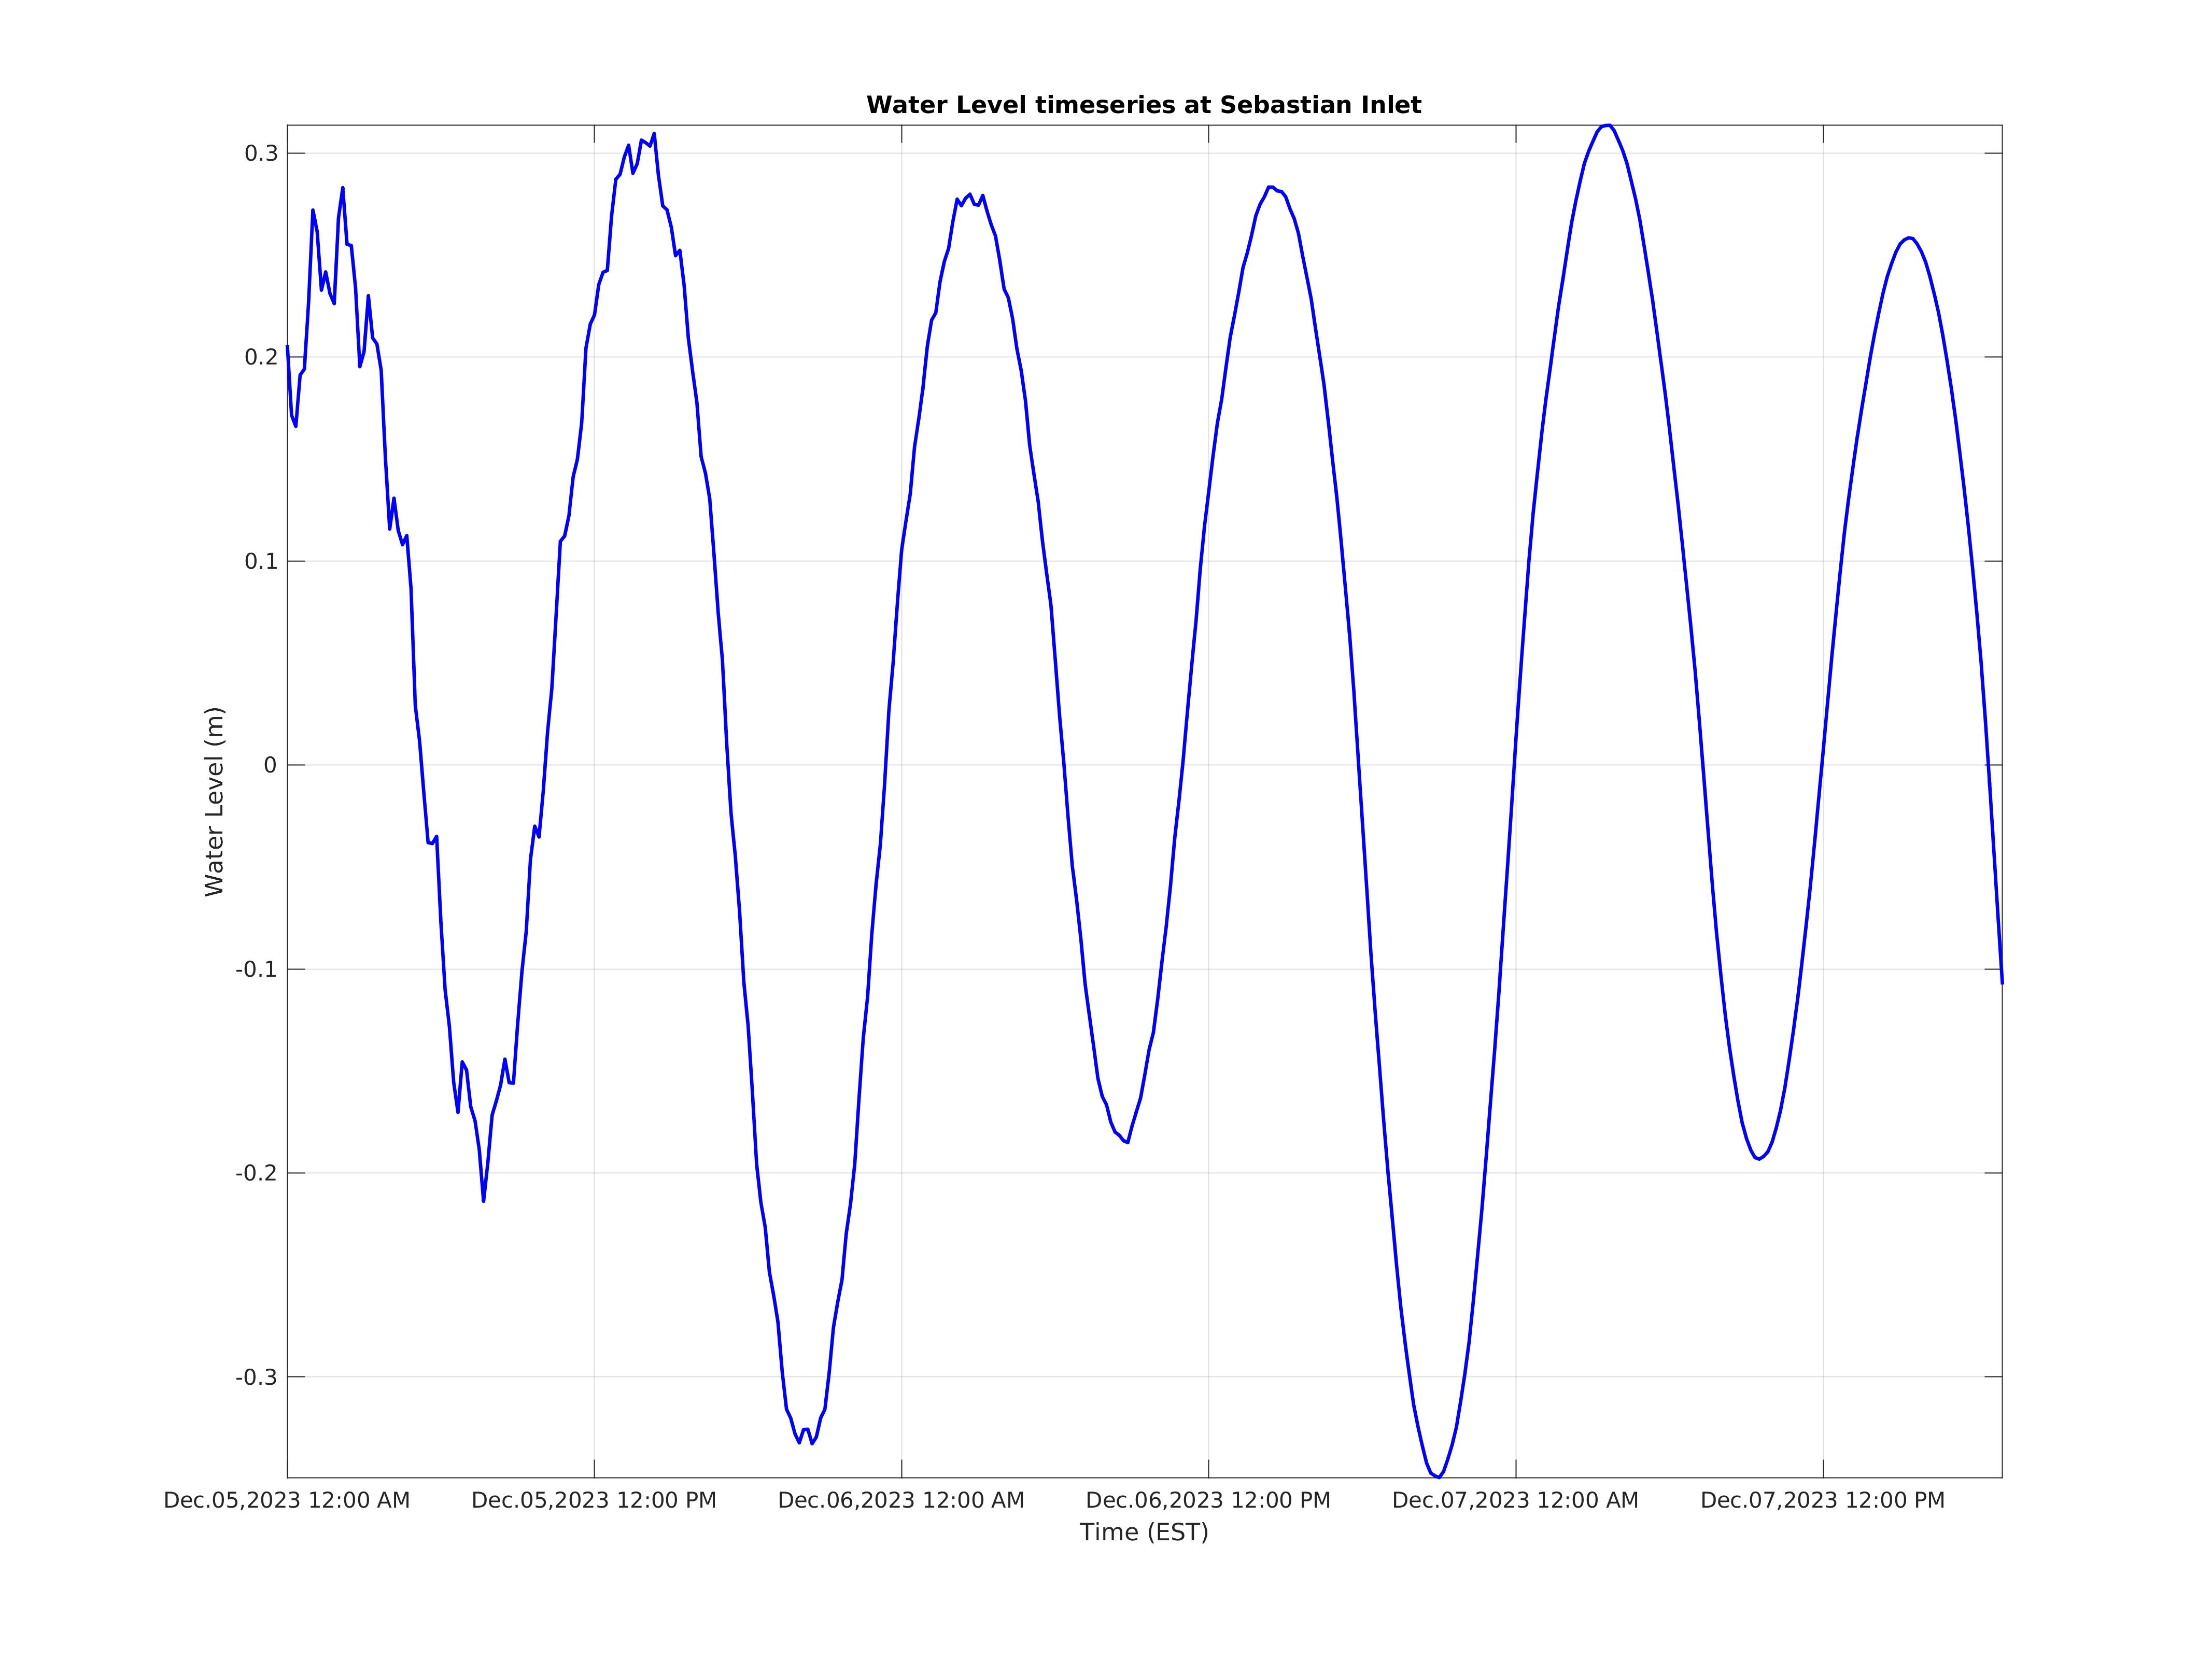 Water Level timeseries at Sebastian Inlet
0.3
0.2
0.1
0
-0.1
-0.2
-0.3
Water Level (m)
Dec.05,2023 12:00 AM
Dec.05,2023 12:00 PM
Dec.06,2023 12:00 AM
Dec.06,2023 12:00 PM
Dec.07,2023 12:00 AM
Dec.07,2023 12:00 PM
Time (EST)